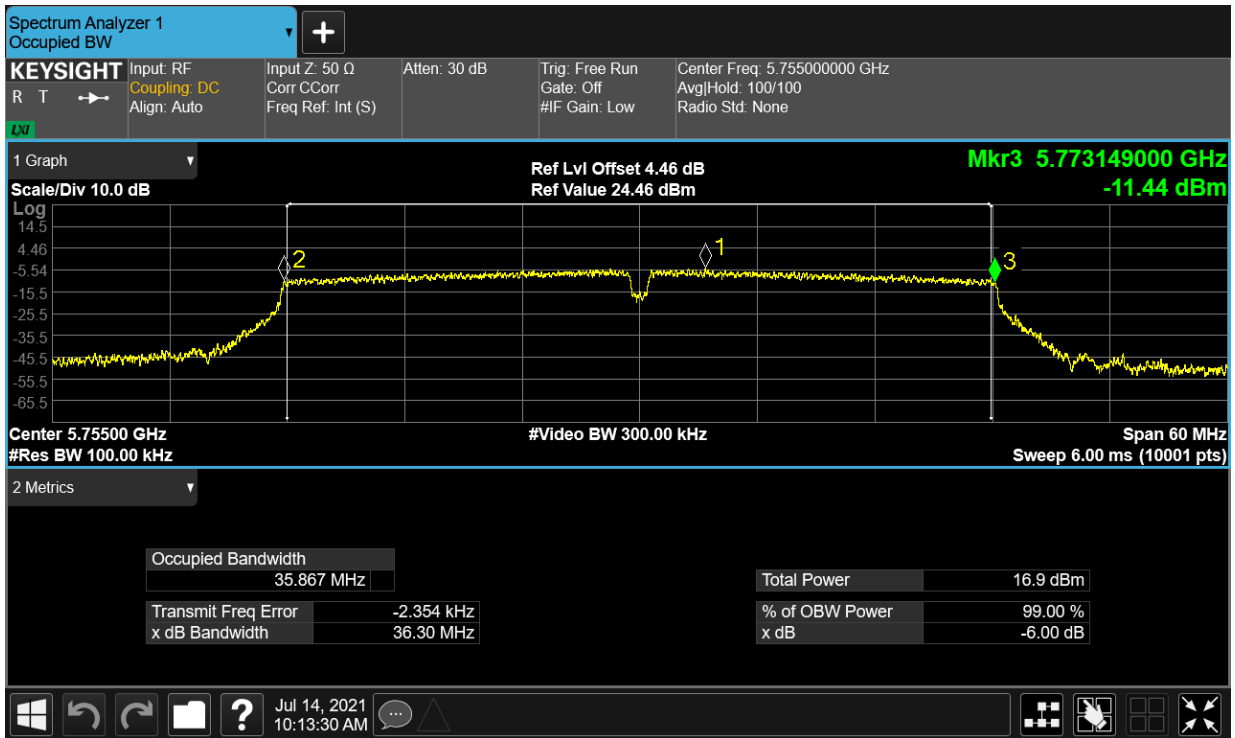 Spectrum Analyzer 1
Occupied BW
KEYSIGHT
R T
LXI
Input: RF
Coupling: DC
Align: Auto
Input Z: 50 Ω
Corr CCorr
Freq Ref: Int (S)
Atten: 30 dB
Trig: Free Run
Gate: Off
#IF Gain: Low
Center Freq: 5.755000000 GHz
Avg|Hold: 100/100
Radio Std: None
1 Graph
Scale/Div 10.0 dB
Ref Lvl Offset 4.46 dB
Ref Value 24.46 dBm
Mkr3 5.773149000 GHz
-11.44 dBm
Log
14.5
4.46
-5.54
-15.5
-25.5
-35.5
-45.5
-55.5
-65.5
2
1
3
Center 5.75500 GHz
#Res BW 100.00 kHz
#Video BW 300.00 kHz
Span 60 MHz
Sweep 6.00 ms (10001 pts)
2 Metrics
Occupied Bandwidth
35.867 MHz
Transmit Freq Error -2.354 kHz
x dB Bandwidth 36.30 MHz
Total Power 16.9 dBm
% of OBW Power 99.00 %
x dB -6.00 dB
?
Jul 14, 2021
10:13:30 AM